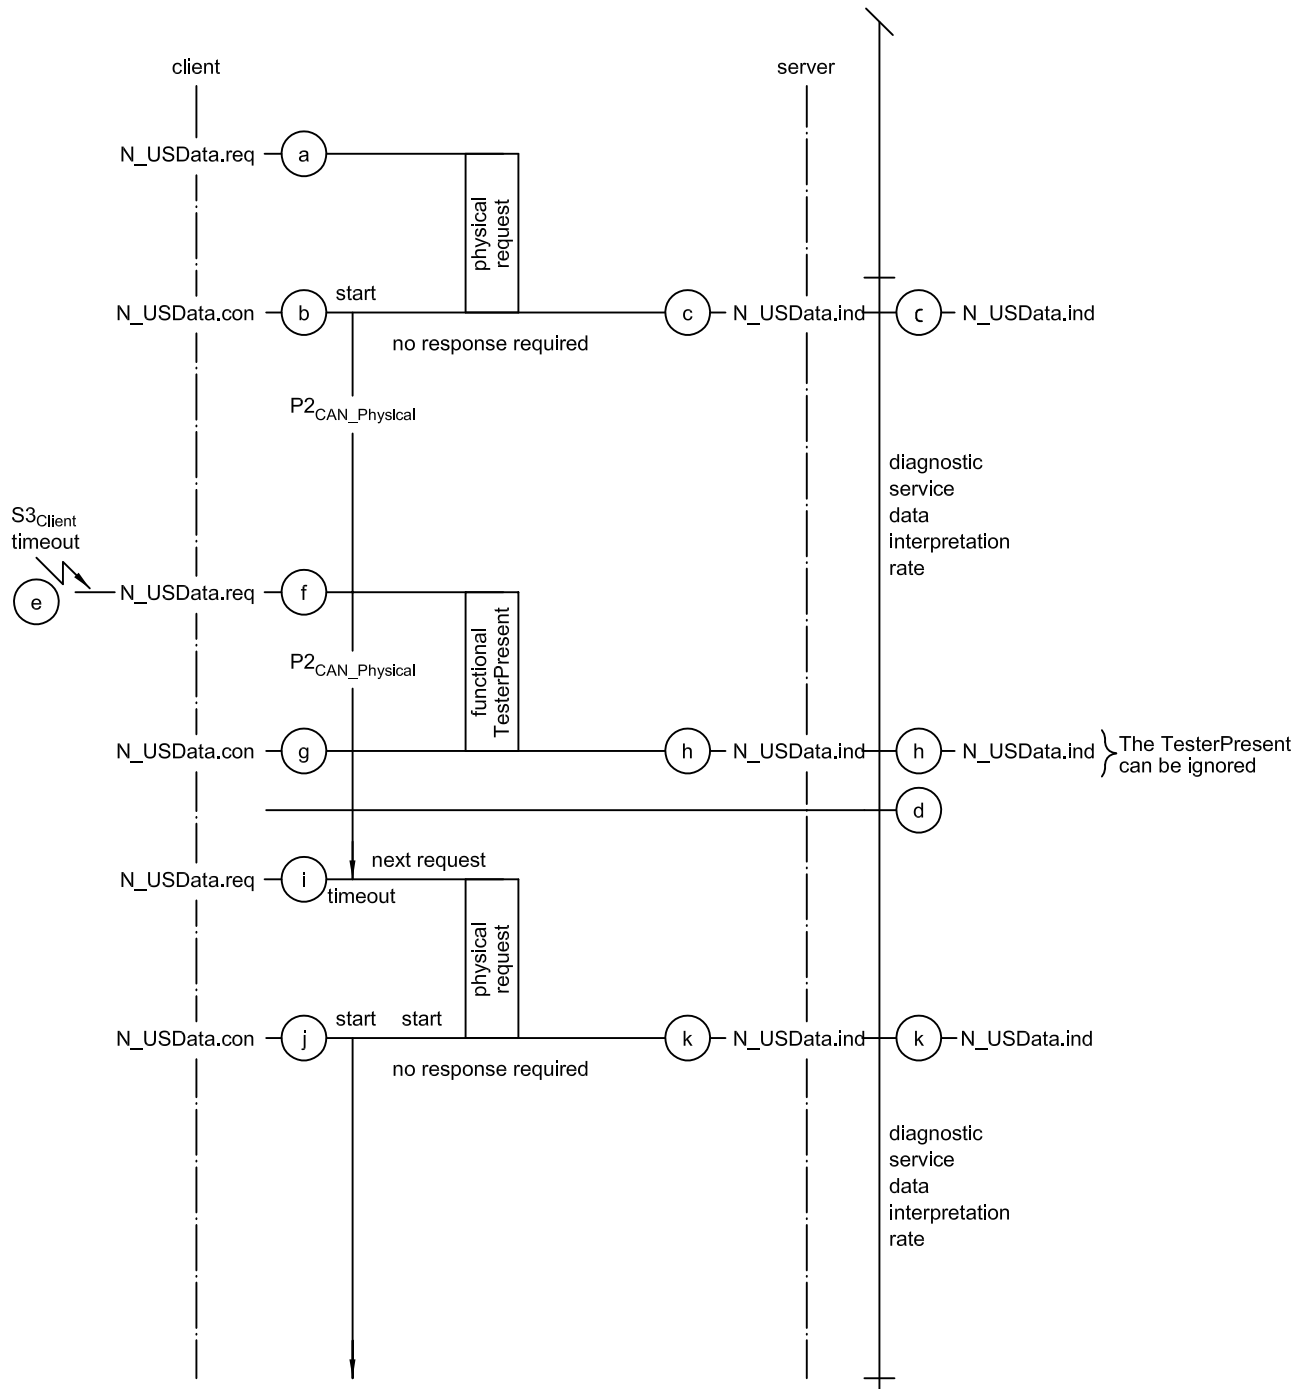 client
server
N_USData.req
a
physical
request
N_USData.con
b
start
c
N_USData.ind
c
N_USData.ind
no response required
P2CAN_Physical
diagnostic
service
data
interpretation
rate
S3Client
timeout
e
N_USData.req
f
functional
TesterPresent
P2CAN_Physical
N_USData.con
g
h
N_USData.ind
h
N_USData.ind
The TesterPresent
can be ignored
d
next request
N_USData.req
i
timeout
physical
request
N_USData.con
j
start start
k
N_USData.ind
k
N_USData.ind
no response required
diagnostic
service
data
interpretation
rate